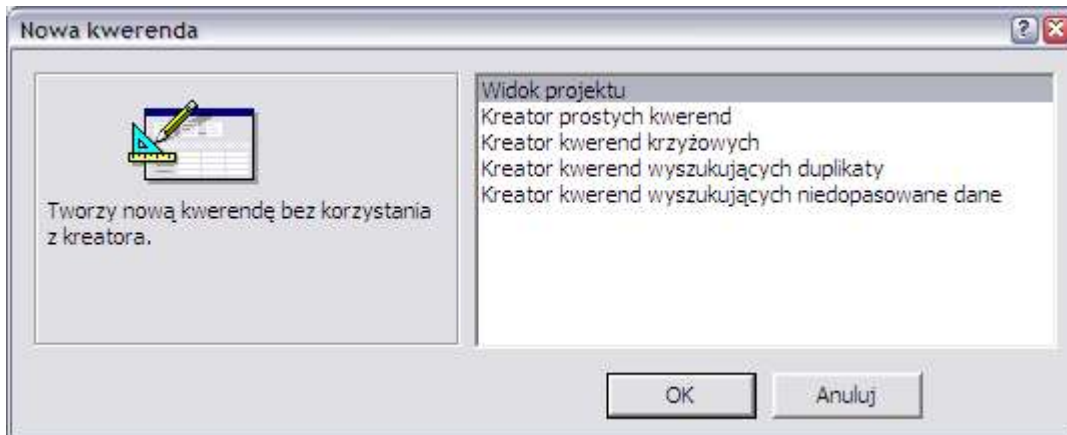 Nowa kwerenda
Tworzy nową kwerendę bez korzystania
z kreatora.
Widok projektu
Kreator prostych kwerend
Kreator kwerend krzyżowych
Kreator kwerend wyszukujących duplikaty
Kreator kwerend wyszukujących niedopasowane dane
OK
Anuluj